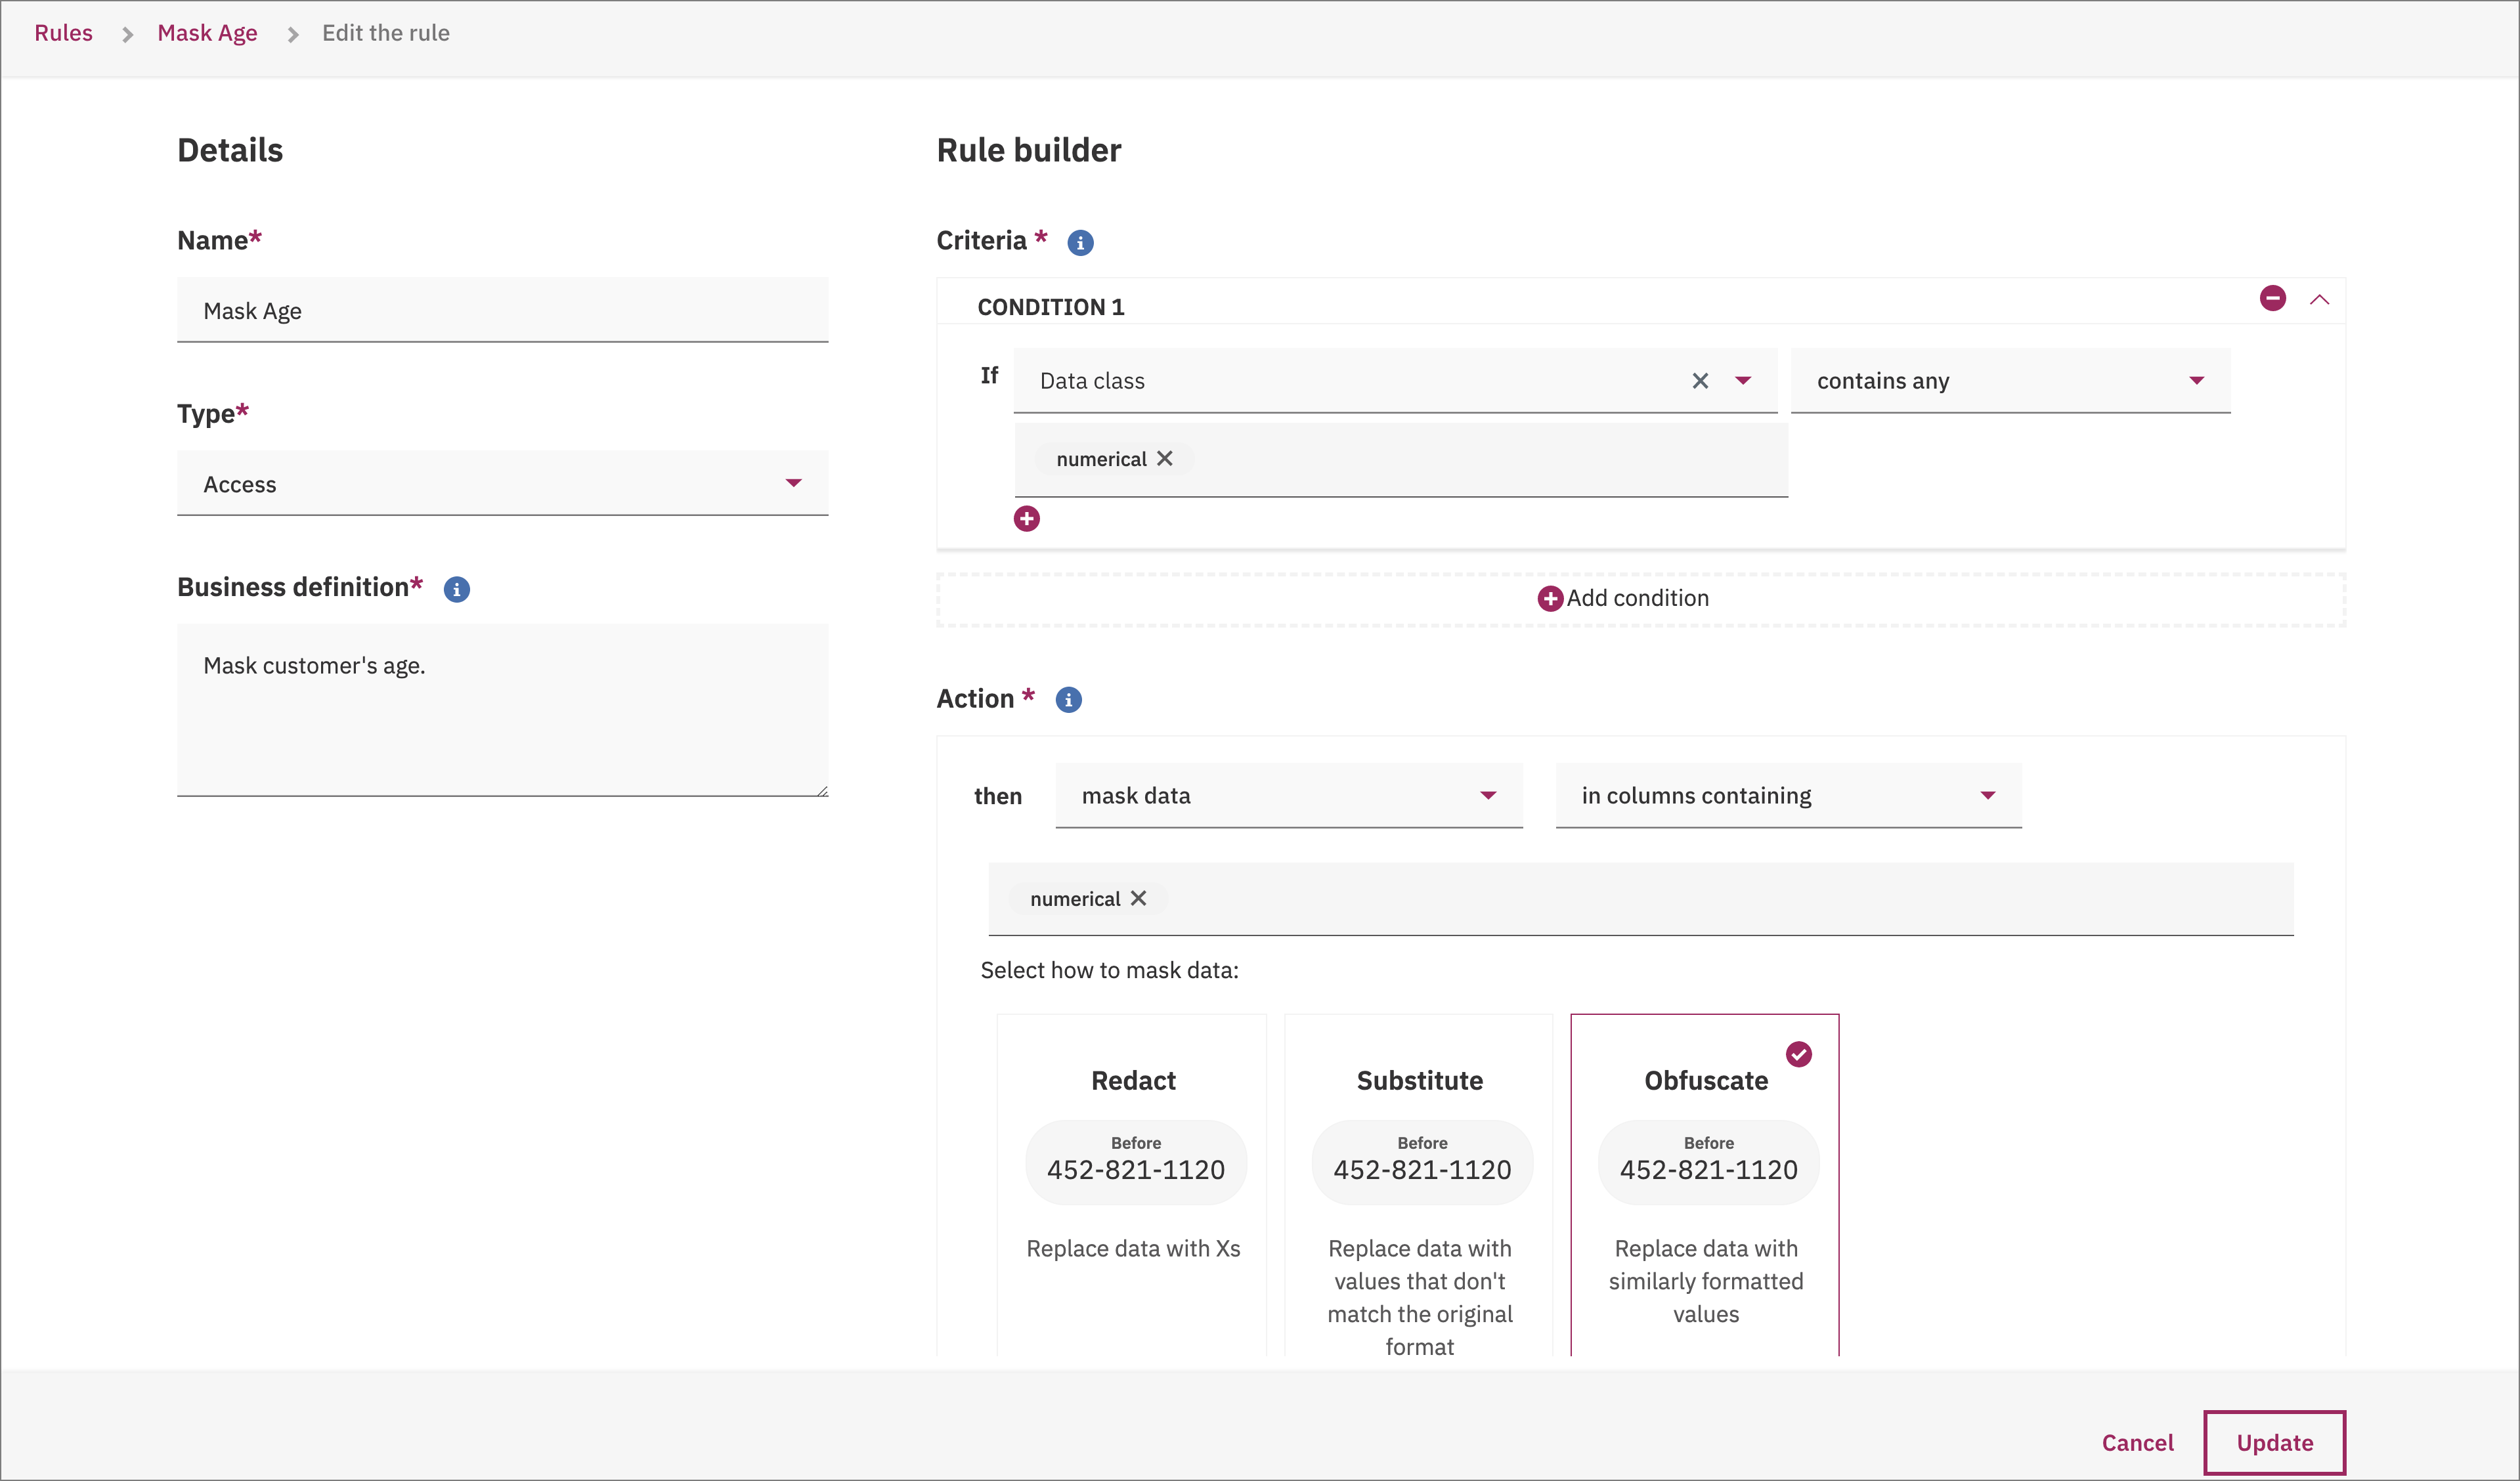 Rules > Mask Age > Edit the rule
Details
Name*
Mask Age
Type*
Access
Business definition*
Mask customer's age.
Rule builder
Criteria *
CONDITION 1
If Data class contains any
numerical
Add condition
Action *
then mask data in columns containing
numerical
Select how to mask data:
Redact
Before
452-821-1120
Replace data with Xs
Substitute
Before
452-821-1120
Replace data with
values that don't
match the original
format
Obfuscate
Before
452-821-1120
Replace data with
similarly formatted
values
Cancel Update